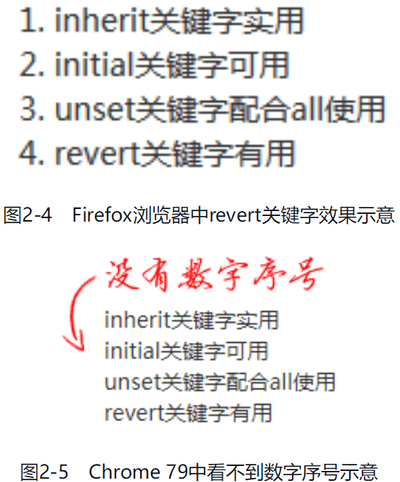 1. inherit关键字实用
2. initial关键字可用
3. unset关键字配合all使用
4. revert关键字有用
图2-4 Firefox浏览器中revert关键字效果示意
没有数字序号
inherit关键字实用
initial关键字可用
unset关键字配合all使用
revert关键字有用
图2-5 Chrome 79中看不到数字序号示意